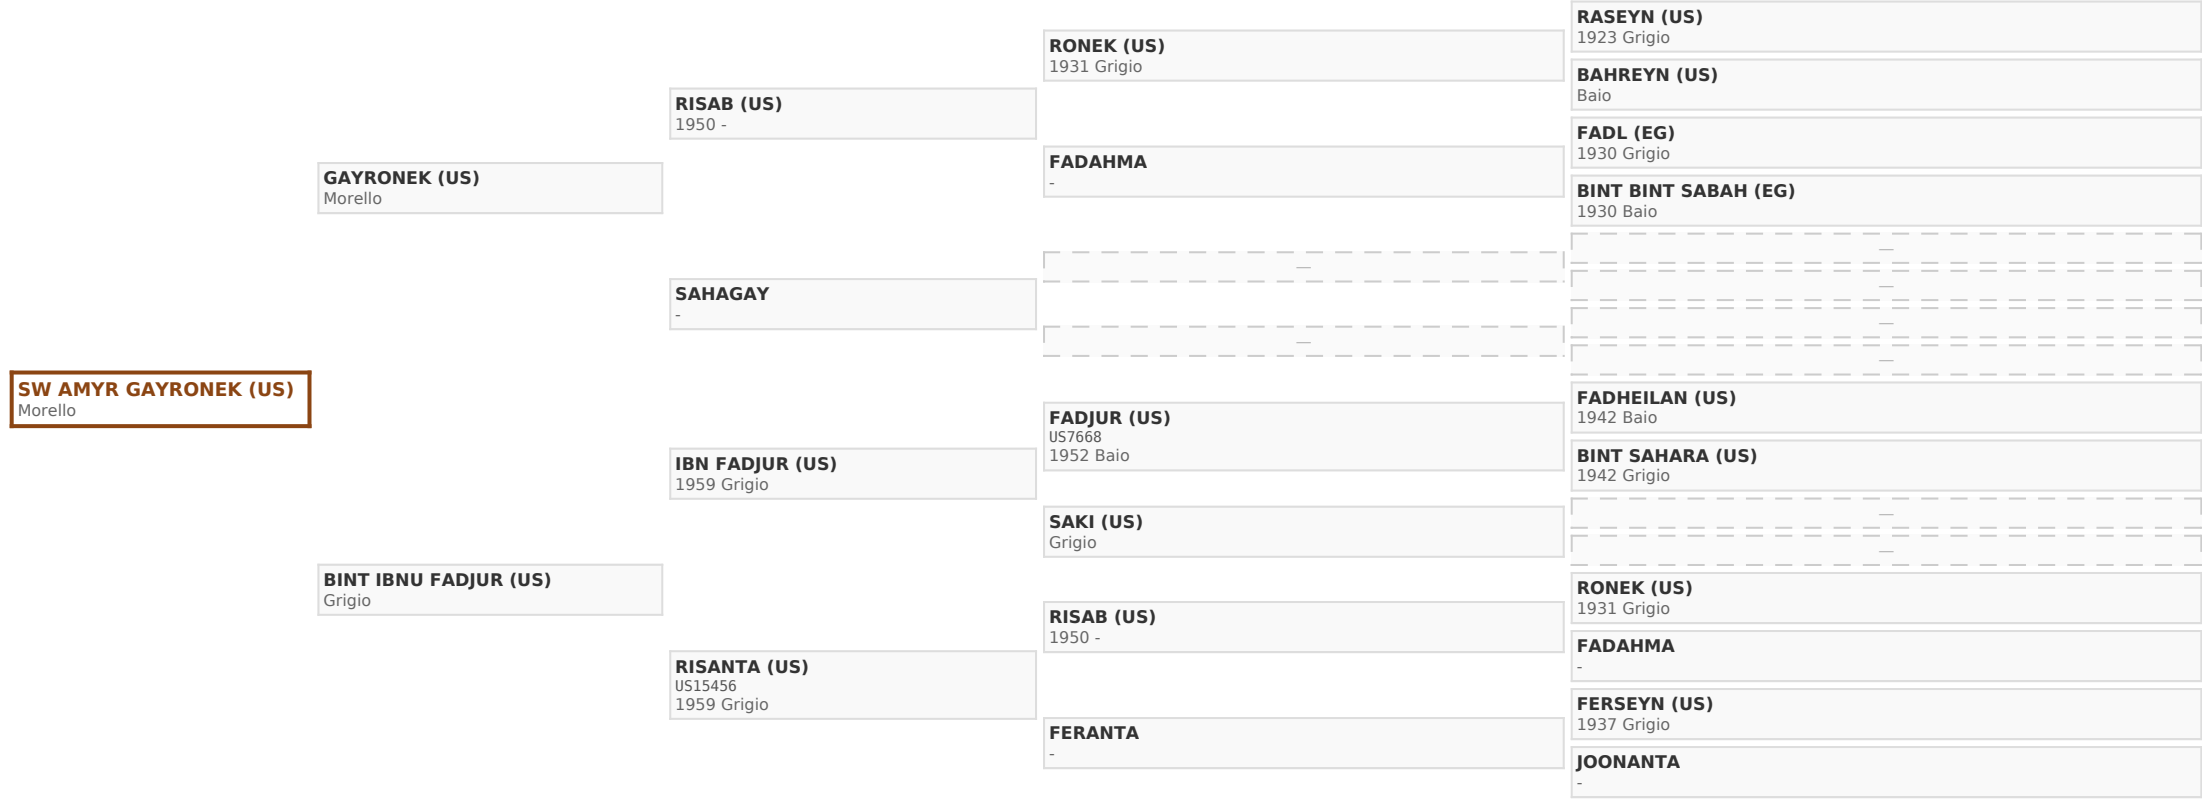 SW AMYR GAYRONEK (US)
Morello
GAYRONEK (US)
Morello
BINT IBNU FADJUR (US)
Grigio
RISAB (US)
1950 -
SAHAGAY
-
IBN FADJUR (US)
1959 Grigio
RISANTA (US)
US15456
1959 Grigio
RONEK (US)
1931 Grigio
FADAHMA
-
—
—
FADJUR (US)
US7668
1952 Baio
SAKI (US)
Grigio
RISAB (US)
1950 -
FERANTA
-
RASEYN (US)
1923 Grigio
BAHREYN (US)
Baio
FADL (EG)
1930 Grigio
BINT BINT SABAH (EG)
1930 Baio
—
—
—
—
FADHEILAN (US)
1942 Baio
BINT SAHARA (US)
1942 Grigio
—
—
RONEK (US)
1931 Grigio
FADAHMA
-
FERSEYN (US)
1937 Grigio
JOONANTA
-